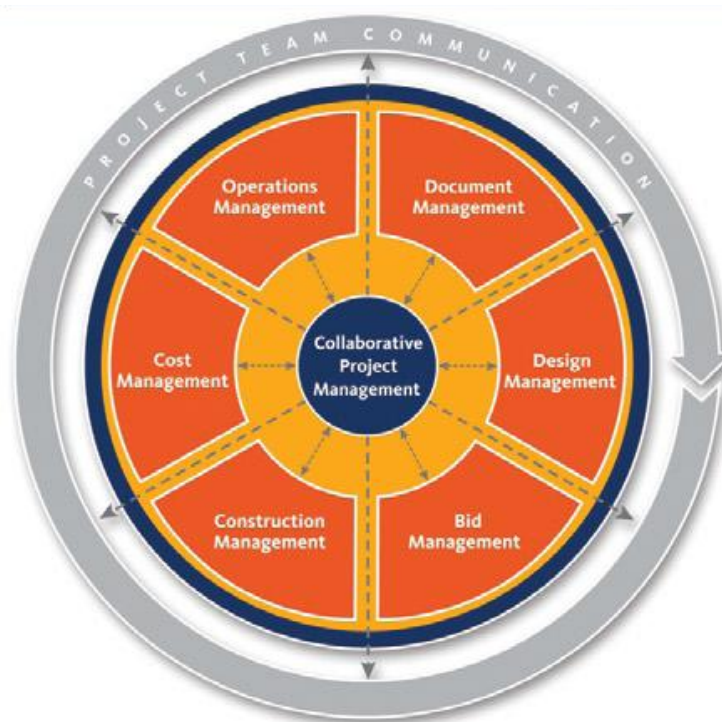 PROJECT TEAM COMMUNICATION
Operations
Management
Document
Management
Cost
Management
Collaborative
Project
Management
Design
Management
Construction
Management
Bid
Management